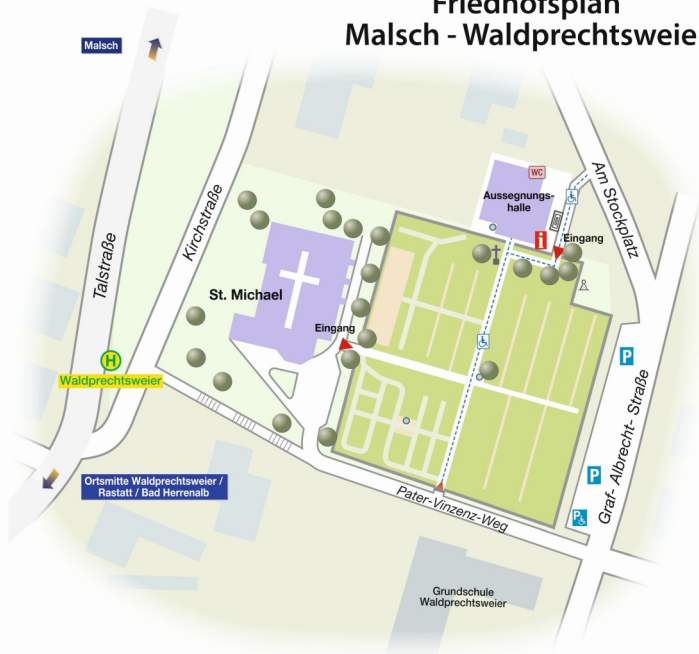 Friedhofsplan
Malsch - Waldprechtsweie
Malsch
Talstraße
Kirchstraße
WC
Aussegnungs-
halle
i
Eingang
Am Stockplatz
St. Michael
Eingang
H
Waldprechtsweier
P
Graf- Albrecht- Straße
P
P
Ortsmitte Waldprechtsweier /
Rastatt / Bad Herrenalb
Pater-Vinzenz-Weg
Grundschule
Waldprechtsweier